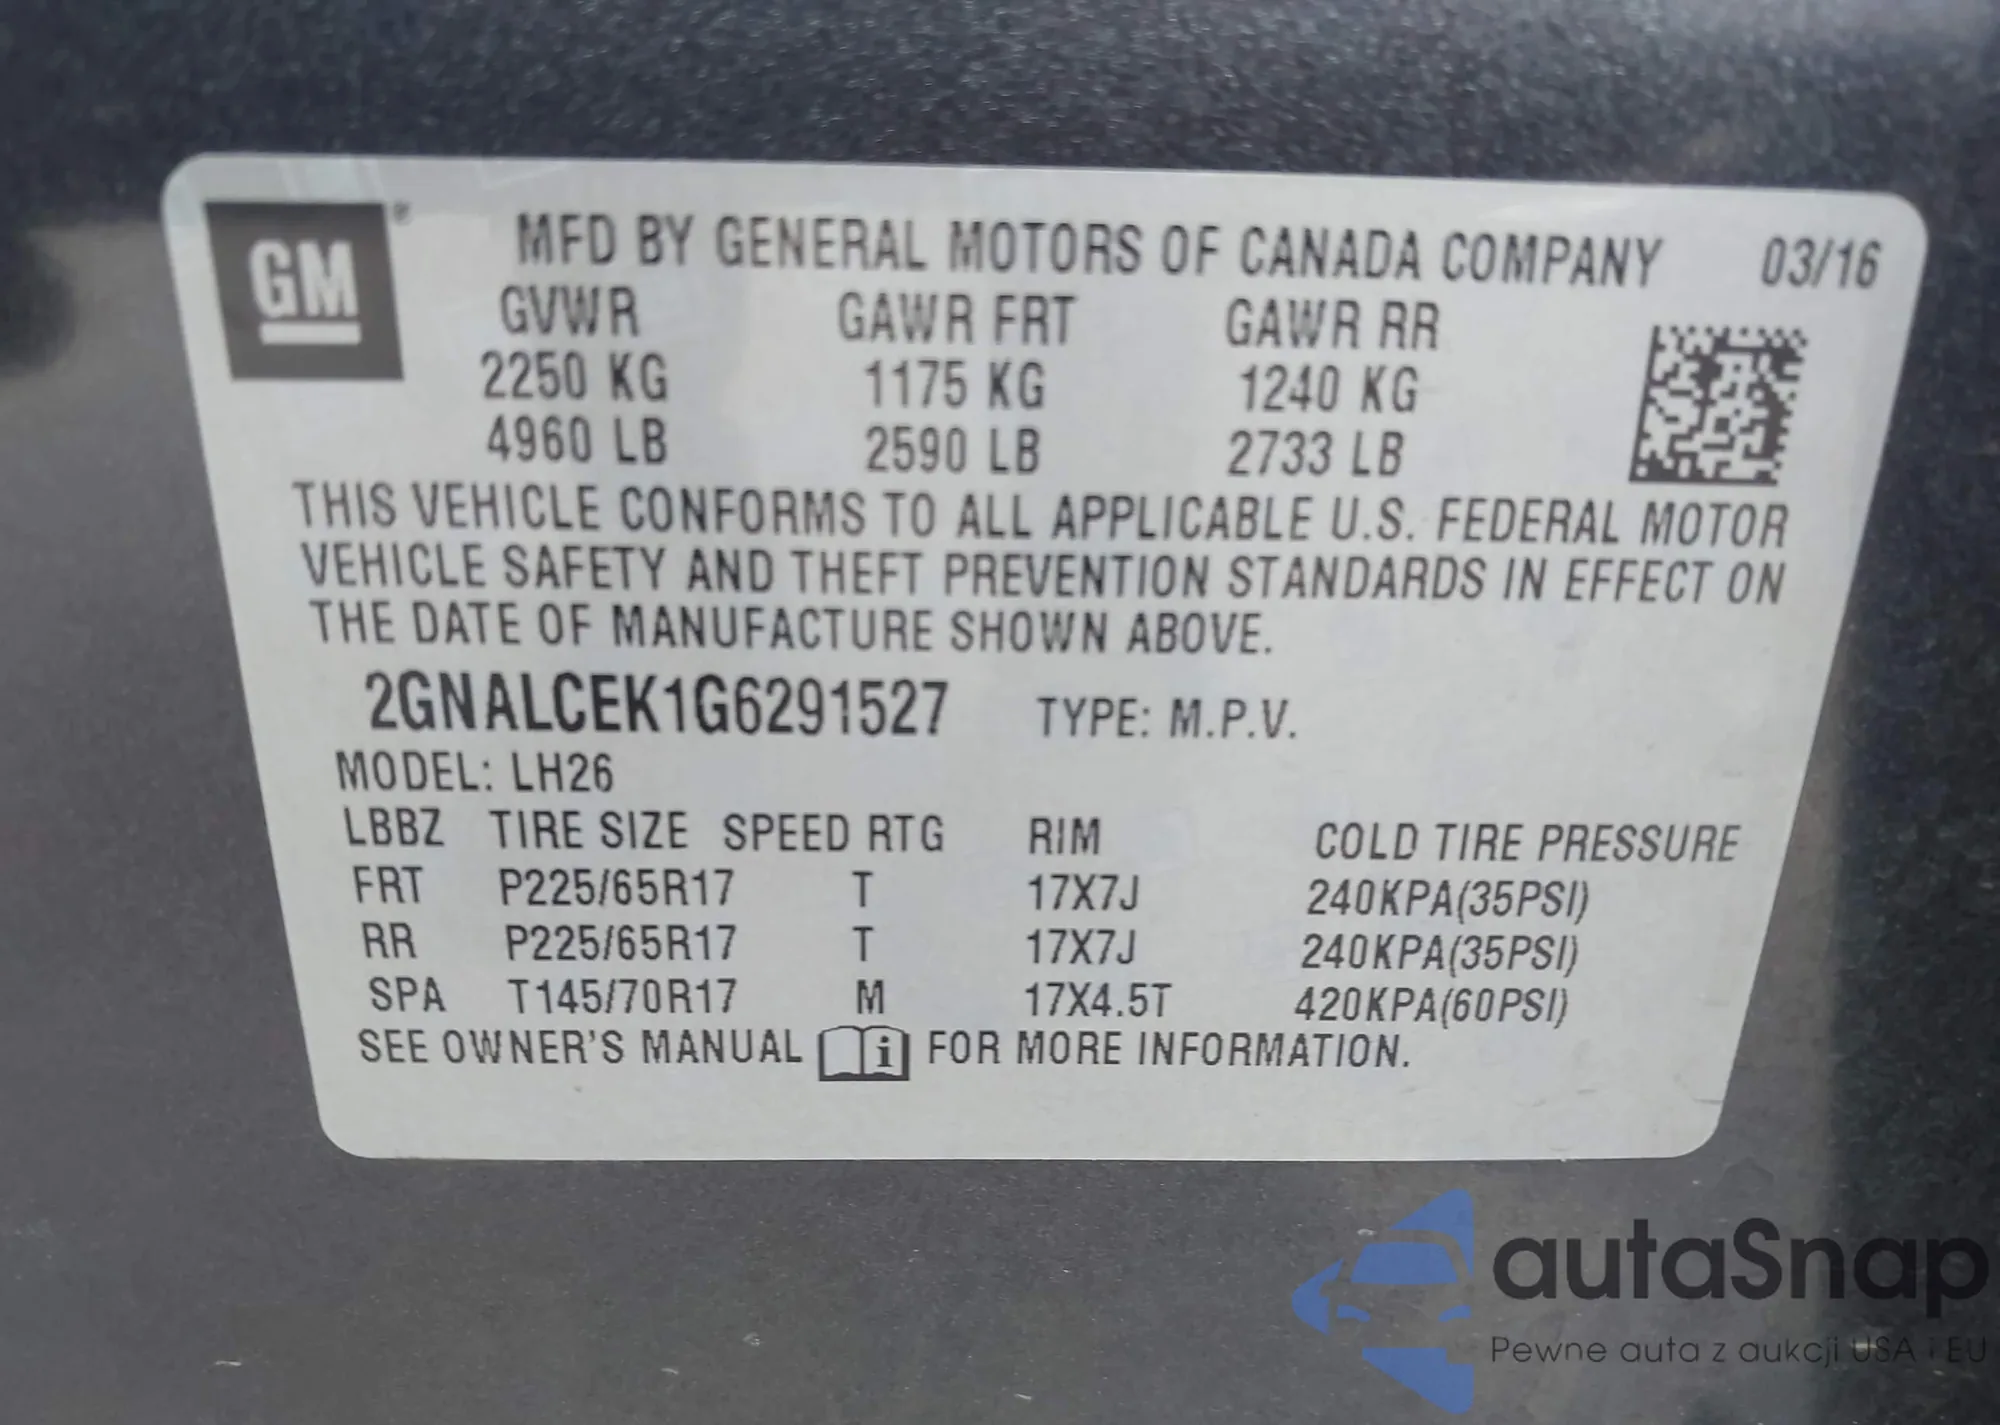 GM ®
MFD BY GENERAL MOTORS OF CANADA COMPANY 03/16
GVWR GAWR FRT GAWR RR
2250 KG 1175 KG 1240 KG
4960 LB 2590 LB 2733 LB
THIS VEHICLE CONFORMS TO ALL APPLICABLE U.S. FEDERAL MOTOR
VEHICLE SAFETY AND THEFT PREVENTION STANDARDS IN EFFECT ON
THE DATE OF MANUFACTURE SHOWN ABOVE.
2GNALCEK1G6291527 TYPE: M.P.V.
MODEL: LH26
LBBZ TIRE SIZE SPEED RTG RIM COLD TIRE PRESSURE
FRT P225/65R17 T 17X7J 240KPA(35PSI)
RR P225/65R17 T 17X7J 240KPA(35PSI)
SPA T145/70R17 M 17X4.5T 420KPA(60PSI)
SEE OWNER'S MANUAL i FOR MORE INFORMATION.
autaSnap
Pewne auta z aukcji USA i EU